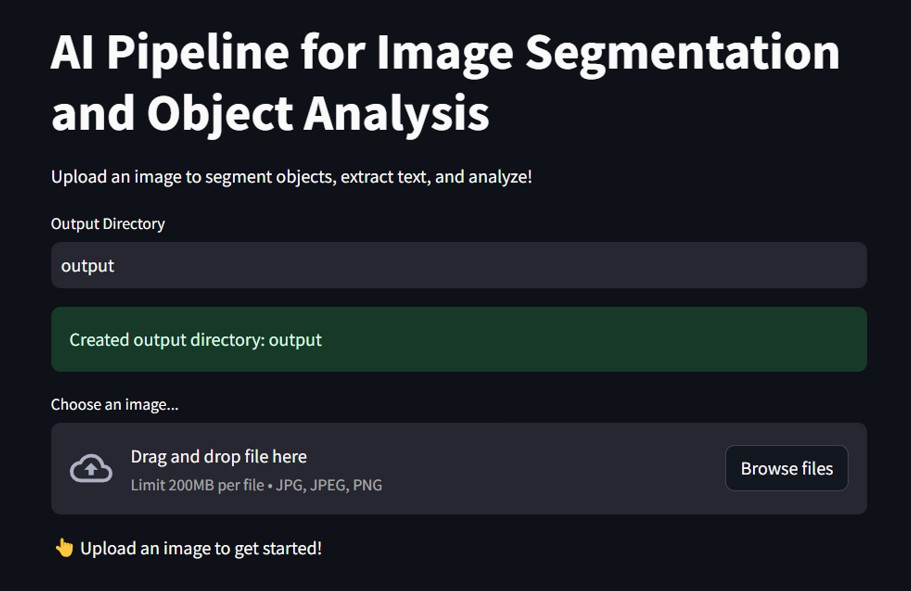 AI Pipeline for Image Segmentation
and Object Analysis
Upload an image to segment objects, extract text, and analyze!
Output Directory
output
Created output directory: output
Choose an image...
Drag and drop file here
Limit 200MB per file • JPG, JPEG, PNG
Browse files
👆 Upload an image to get started!